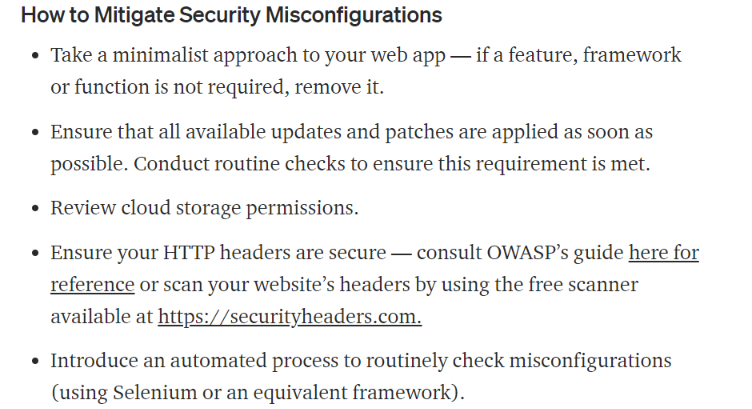 How to Mitigate Security Misconfigurations
• Take a minimalist approach to your web app — if a feature, framework
or function is not required, remove it.
• Ensure that all available updates and patches are applied as soon as
possible. Conduct routine checks to ensure this requirement is met.
• Review cloud storage permissions.
• Ensure your HTTP headers are secure — consult OWASP’s guide here for
reference or scan your website’s headers by using the free scanner
available at https://securityheaders.com.
• Introduce an automated process to routinely check misconfigurations
(using Selenium or an equivalent framework).